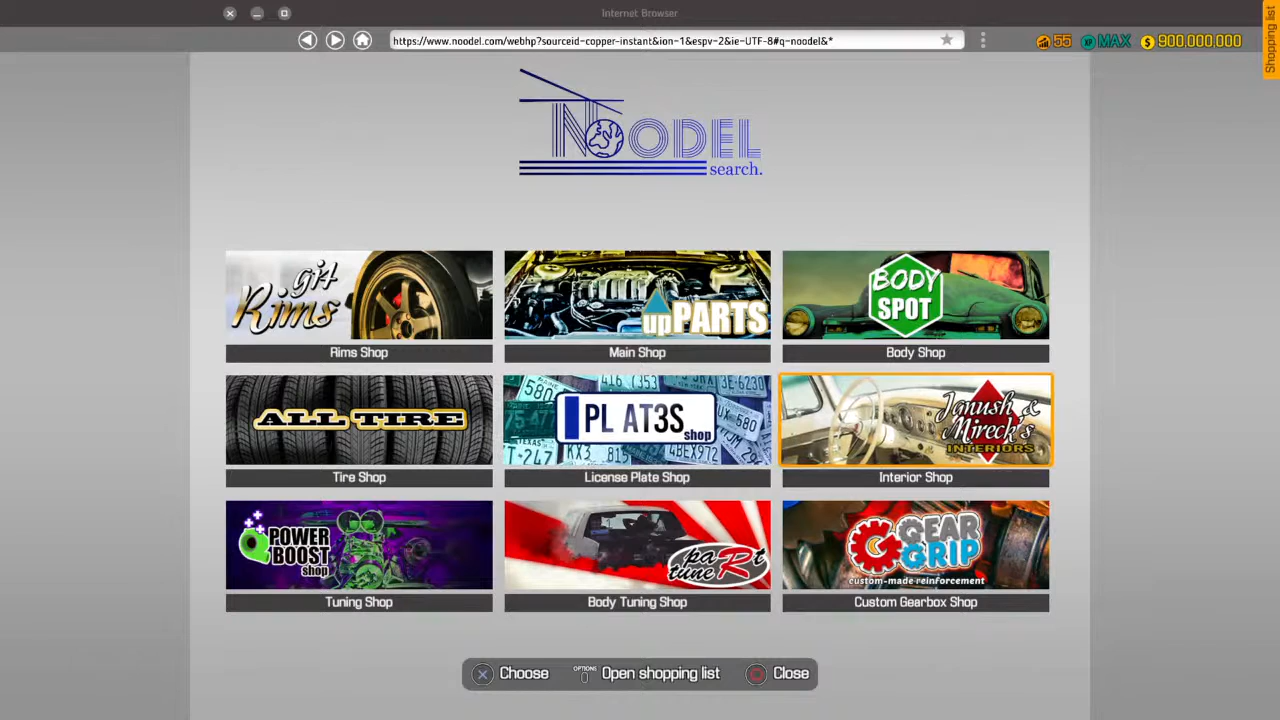 Internet Browser
Shopping list
https://www.noodel.com/webhp?sourceid-copper-instant&ion-1&espv-2&ie-UTF-8#q-noodel&*
55
XP MAX
$ 900,000,000
NOODEL
search.
gi4
Rims
upPARTS
BODY
SPOT
Rims Shop
Main Shop
Body Shop
ALL TIRE
PL AT3S
shop
Janush &
Mireck's
INTERIORS
Tire Shop
License Plate Shop
Interior Shop
POWER
BOOST
shop
paRt
tune
GEAR
GRIP
custom-made reinforcement
Tuning Shop
Body Tuning Shop
Custom Gearbox Shop
Choose
OPTIONS
Open shopping list
Close